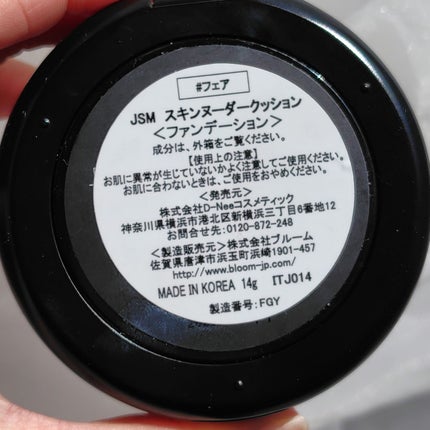 #フェア
JSM スキンヌーダークッション
＜ファンデーション＞
成分は、外箱をご覧ください。
【使用上の注意】
お肌に異常が生じていないかよく注意してご使用ください。
お肌に合わないときは、ご使用をおやめください。
＜発売元＞
株式会社D-Neeコスメティック
神奈川県横浜市港北区新横浜三丁目6番地12
お問合せ先:0120-872-248
＜製造販売元＞株式会社ブルーム
佐賀県唐津市浜玉町浜崎1901-457
http://www.bloom-jp.com/
MADE IN KOREA 14g ITJ014
製造番号:FGY